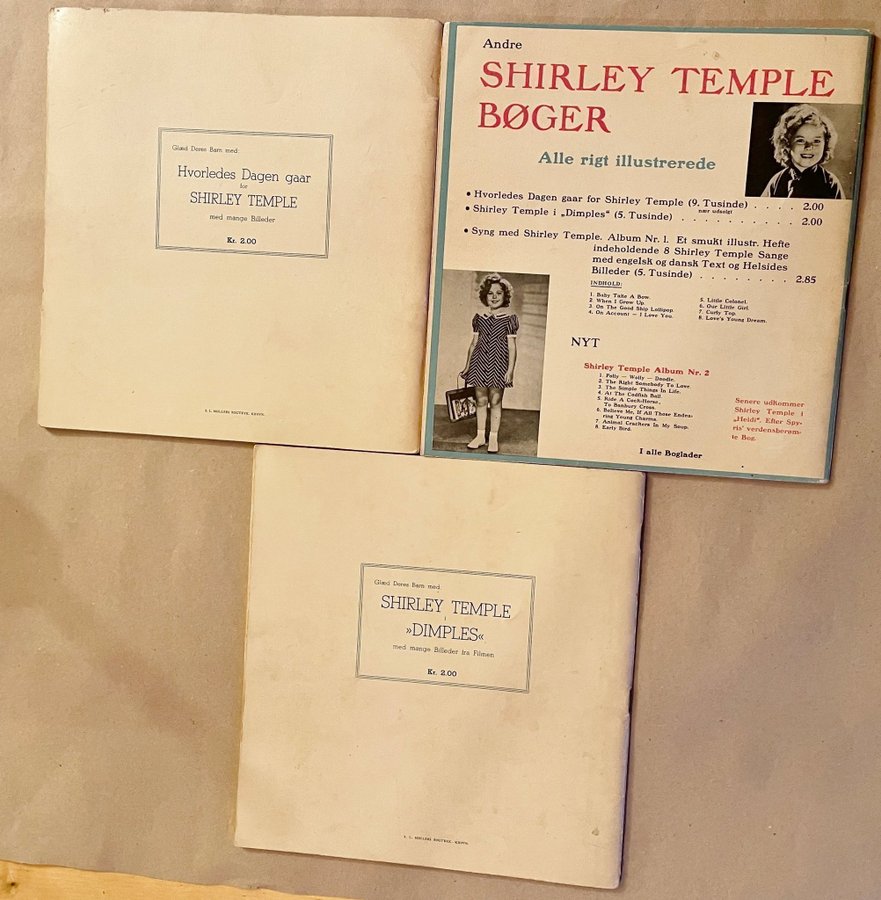 Glæd Deres Barn med:
Hvorledes Dagen gaar
for
SHIRLEY TEMPLE
med mange Billeder
Kr. 2.00
S. L. MØLLERS BOGTRYK. KBHVN.
Andre
SHIRLEY TEMPLE
BØGER
Alle rigt illustrerede
• Hvorledes Dagen gaar for Shirley Temple (9. Tusinde) . . . . 2.00
nær udsolgt
• Shirley Temple i „Dimples“ (5. Tusinde) . . . . . . . . . 2.00
• Syng med Shirley Temple. Album Nr. 1. Et smukt illustr. Hefte
indeholdende 8 Shirley Temple Sange
med engelsk og dansk Text og Helsides
Billeder (5. Tusinde) . . . . . . . . 2.85
INDHOLD:
1. Baby Take A Bow.
2. When I Grow Up.
3. On The Good Ship Lollipop.
4. On Account — I Love You.
5. Little Colonel.
6. Our Little Girl.
7. Curly Top.
8. Love's Young Dream.
NYT
Shirley Temple Album Nr. 2
1. Polly — Wolly — Doodle.
2. The Right Somebody To Love.
3. The Simple Things In Life.
4. At The Codfish Ball.
5. Ride A Cock-Horse,
To Banbury Cross.
6. Believe Me, If All Those Endea-
ring Young Charms.
7. Animal Crackers In My Soup.
8. Early Bird.
Senere udkommer
Shirley Temple i
„Heidi“. Efter Spy-
ris' verdensberøm-
te Bog.
I alle Boglader
Glæd Deres Barn med:
SHIRLEY TEMPLE
i
»DIMPLES«
med mange Billeder fra Filmen
Kr. 2.00
S. L. MØLLERS BOGTRYK. KBHVN.